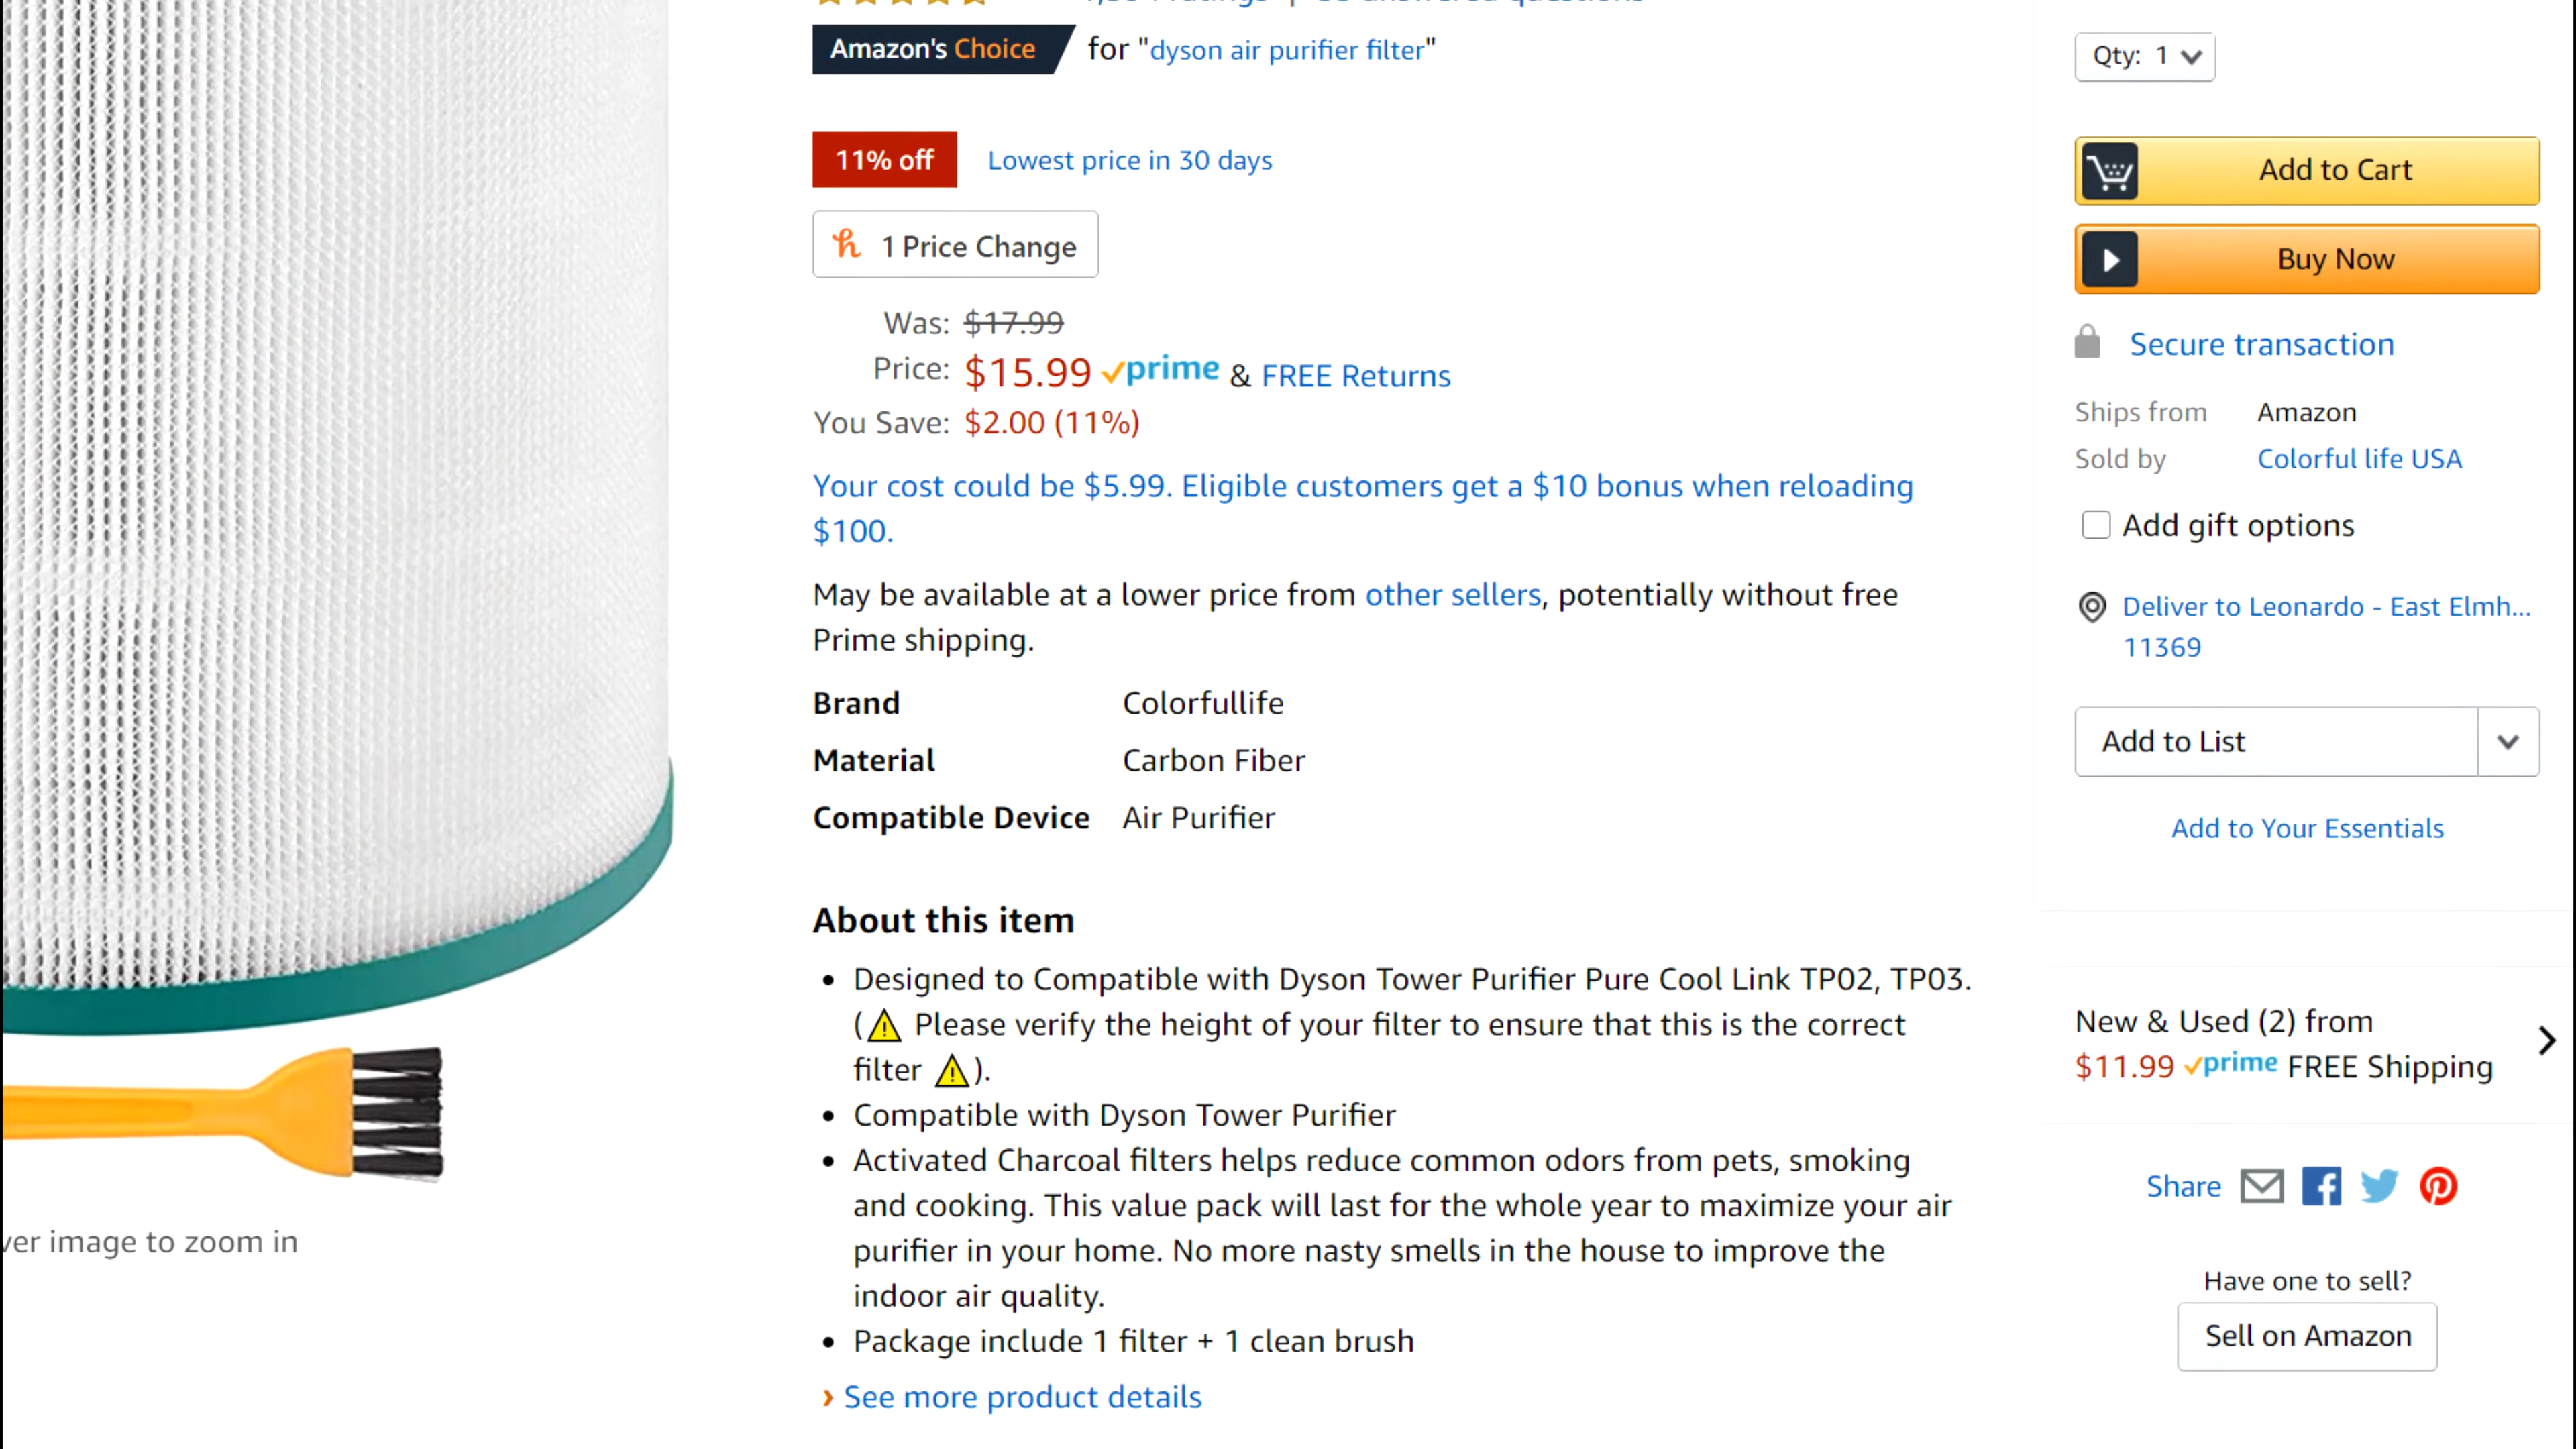 Amazon's Choice for "dyson air purifier filter"
11% off Lowest price in 30 days
1 Price Change
Was: $17.99
Price: $15.99 prime & FREE Returns
You Save: $2.00 (11%)
Your cost could be $5.99. Eligible customers get a $10 bonus when reloading
$100.
May be available at a lower price from other sellers, potentially without free
Prime shipping.
Brand Colorfullife
Material Carbon Fiber
Compatible Device Air Purifier
About this item
• Designed to Compatible with Dyson Tower Purifier Pure Cool Link TP02, TP03.
(⚠ Please verify the height of your filter to ensure that this is the correct
filter ⚠).
• Compatible with Dyson Tower Purifier
• Activated Charcoal filters helps reduce common odors from pets, smoking
and cooking. This value pack will last for the whole year to maximize your air
purifier in your home. No more nasty smells in the house to improve the
indoor air quality.
• Package include 1 filter + 1 clean brush
› See more product details
ver image to zoom in
Qty: 1
Add to Cart
Buy Now
Secure transaction
Ships from Amazon
Sold by Colorful life USA
Add gift options
Deliver to Leonardo - East Elmh...
11369
Add to List
Add to Your Essentials
New & Used (2) from
$11.99 prime FREE Shipping
Share
Have one to sell?
Sell on Amazon